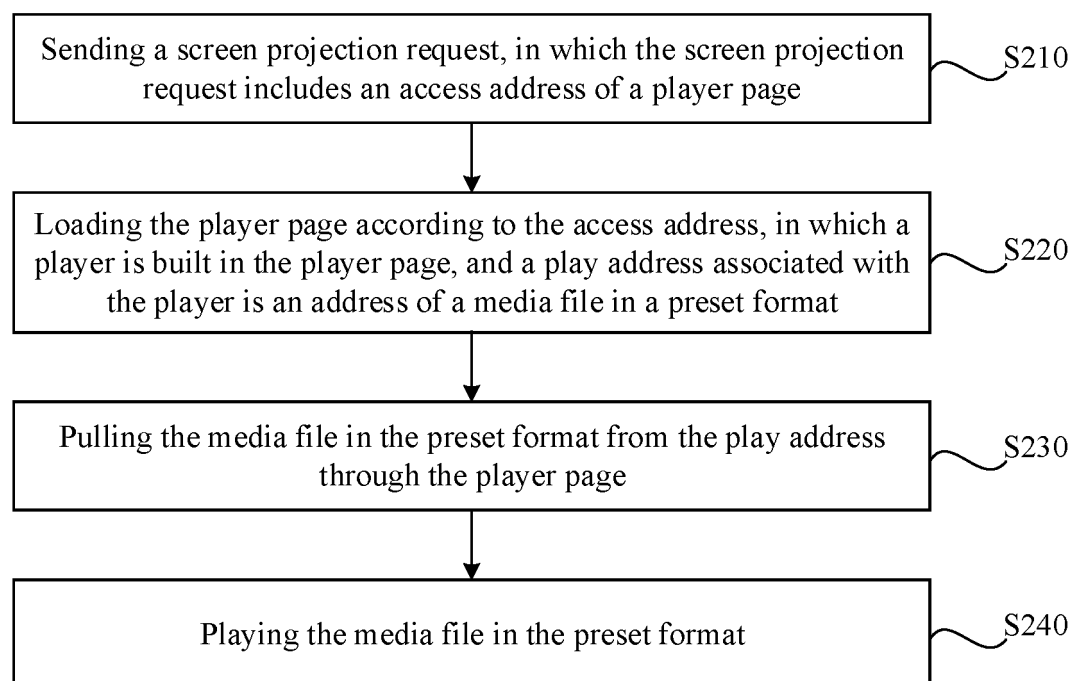 Sending a screen projection request, in which the screen projection
request includes an access address of a player page
S210
Loading the player page according to the access address, in which a
player is built in the player page, and a play address associated with
the player is an address of a media file in a preset format
S220
Pulling the media file in the preset format from the play address
through the player page
S230
Playing the media file in the preset format
S240